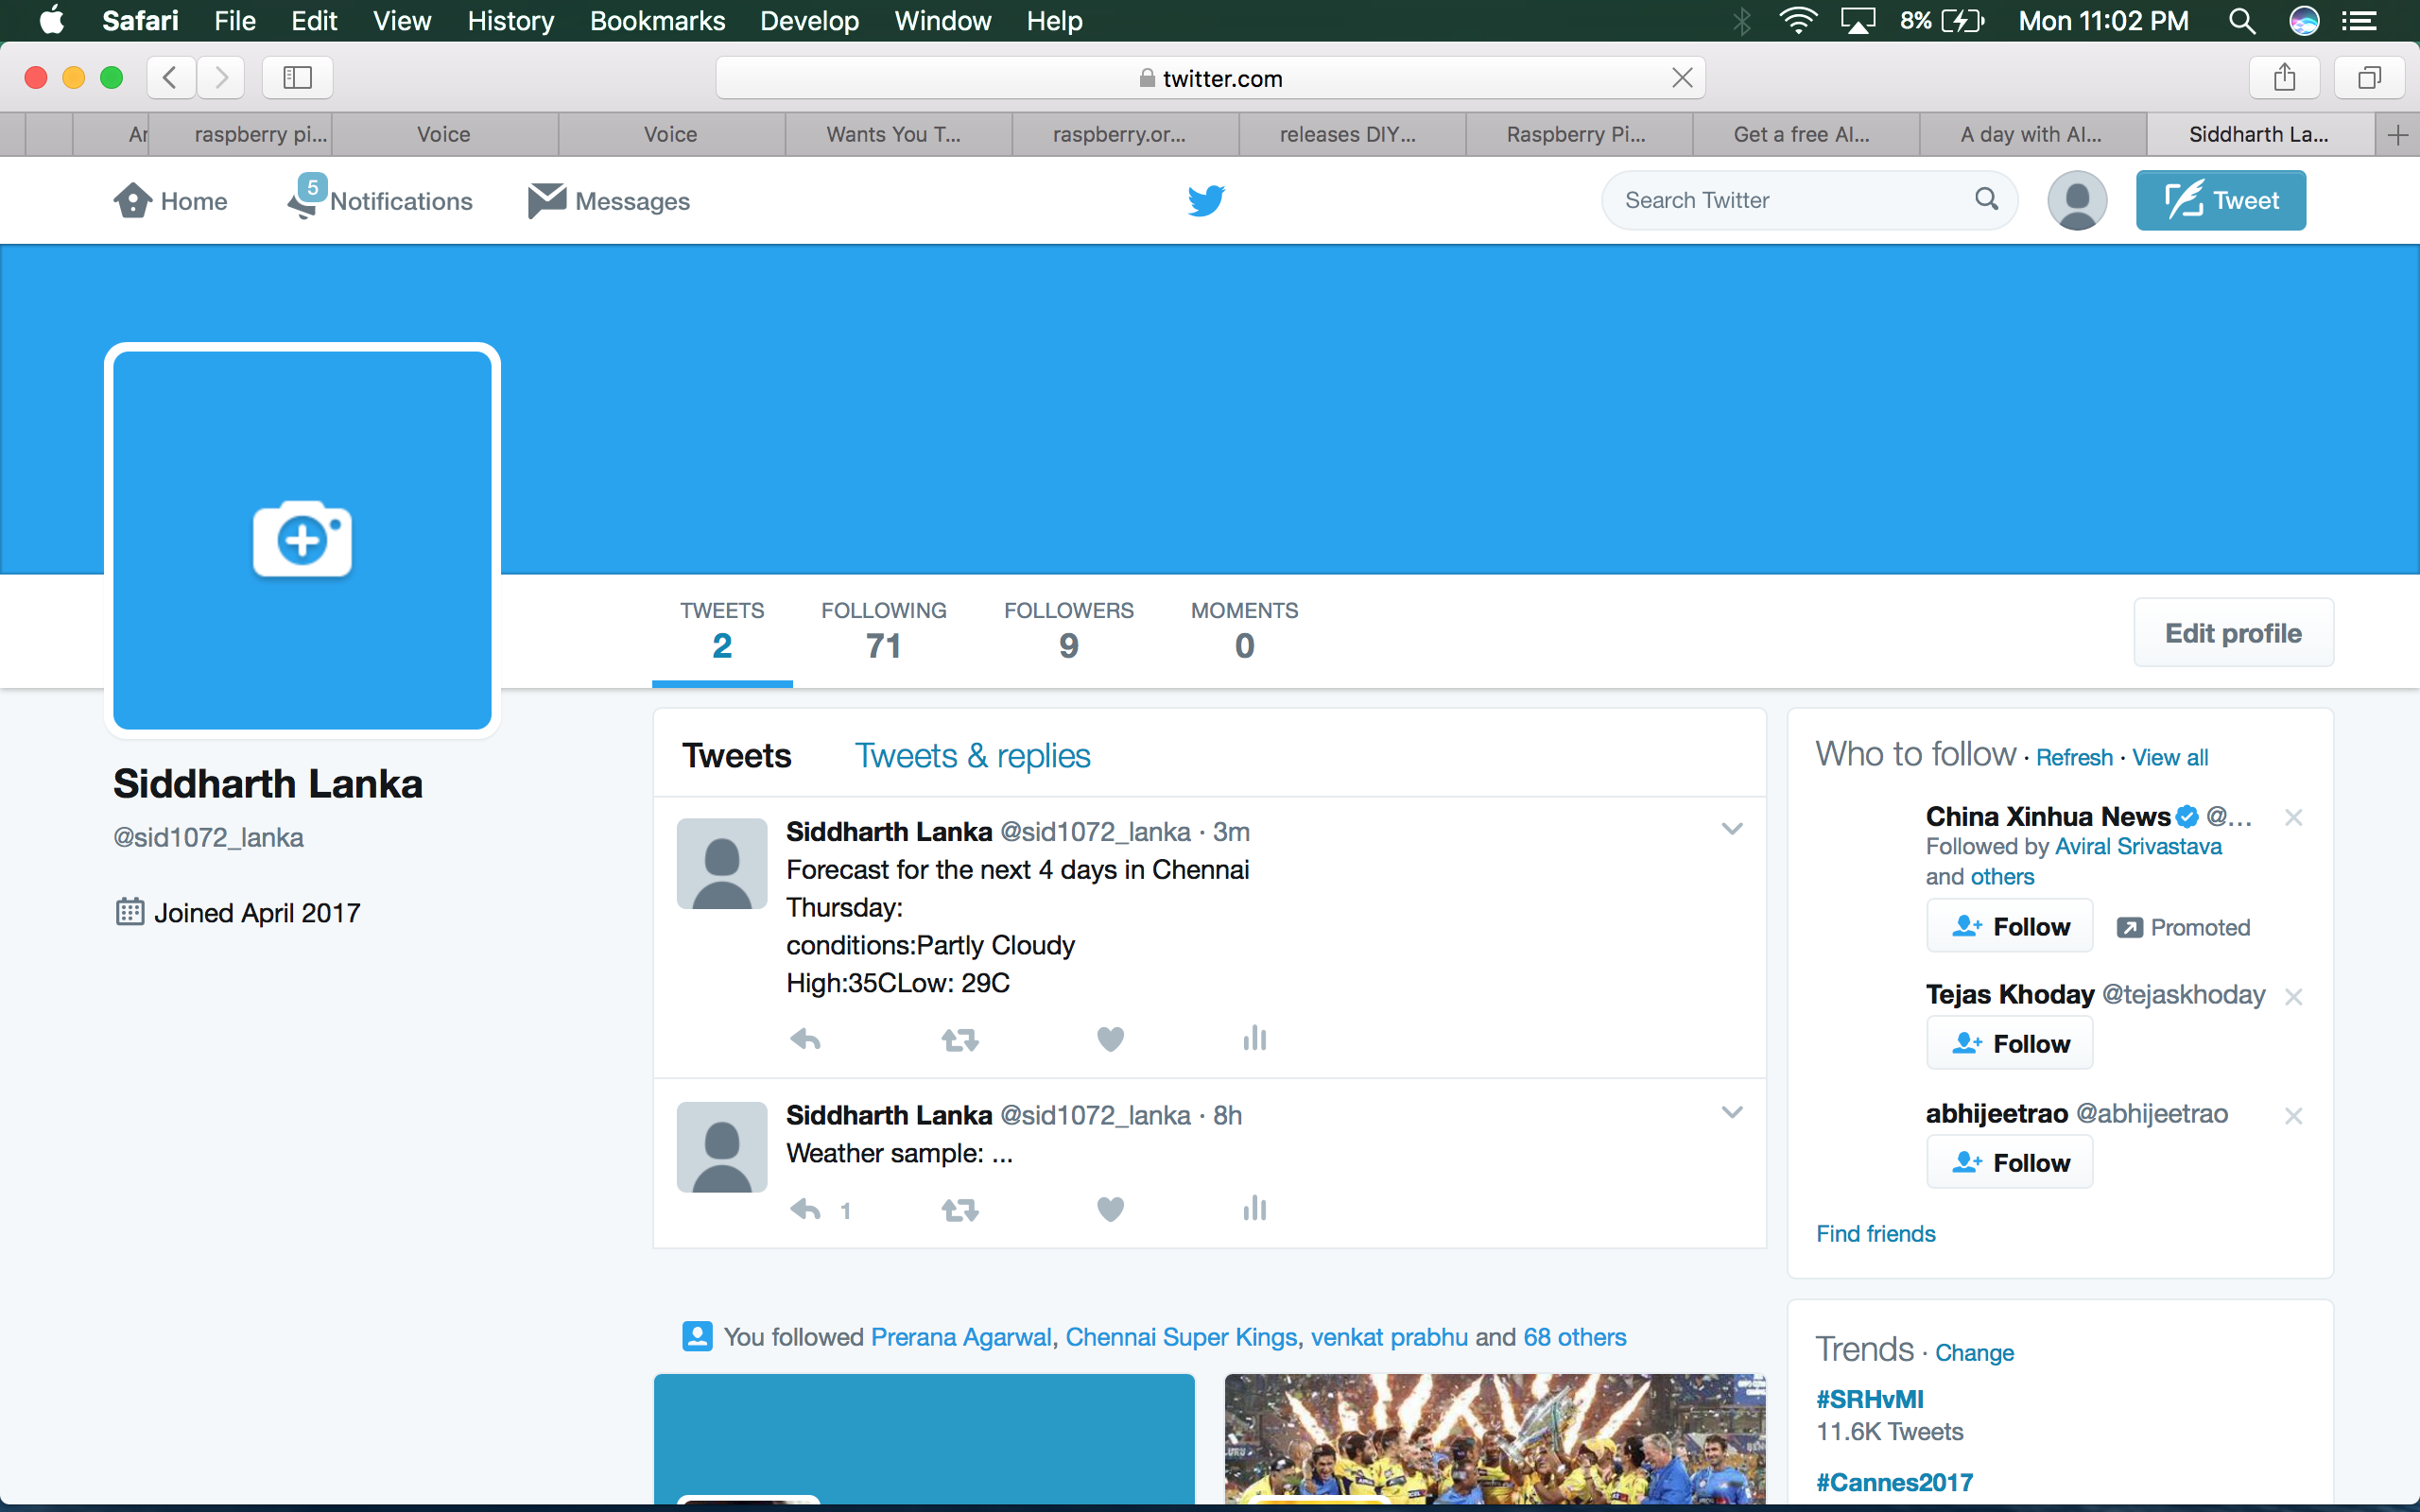 Safari File Edit View History Bookmarks Develop Window Help 8% Mon 11:02 PM
twitter.com
Ar raspberry pi... Voice Voice Wants You T... raspberry.or... releases DIY... Raspberry Pi... Get a free AI... A day with AI... Siddharth La...
Home 5 Notifications Messages Search Twitter Tweet
TWEETS FOLLOWING FOLLOWERS MOMENTS
2 71 9 0
Edit profile
Siddharth Lanka
@sid1072_lanka
Joined April 2017
Tweets Tweets & replies
Siddharth Lanka @sid1072_lanka · 3m
Forecast for the next 4 days in Chennai
Thursday:
conditions:Partly Cloudy
High:35CLow: 29C
Siddharth Lanka @sid1072_lanka · 8h
Weather sample: ...
1
You followed Prerana Agarwal, Chennai Super Kings, venkat prabhu and 68 others
Who to follow · Refresh · View all
China Xinhua News @...
Followed by Aviral Srivastava
and others
Follow Promoted
Tejas Khoday @tejaskhoday
Follow
abhijeetrao @abhijeetrao
Follow
Find friends
Trends · Change
#SRHvMI
11.6K Tweets
#Cannes2017